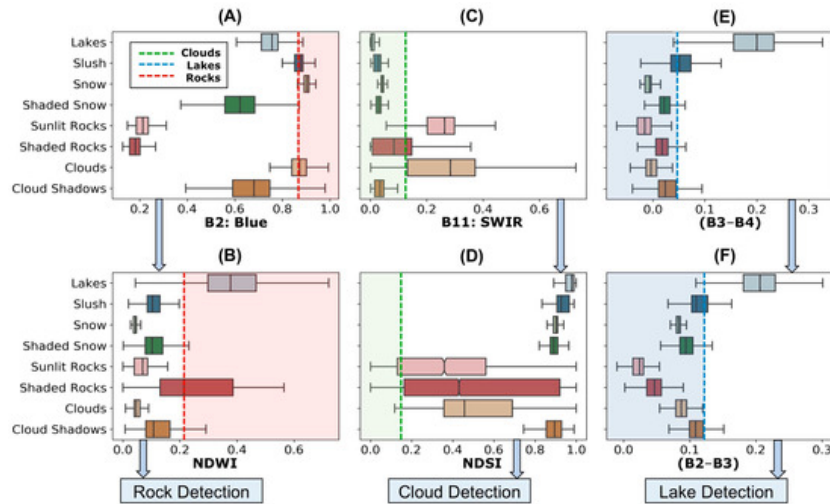 (A)
(C)
(E)
Lakes
Slush
Snow
Shaded Snow
Sunlit Rocks
Shaded Rocks
Clouds
Cloud Shadows
Clouds
Lakes
Rocks
0.2 0.4 0.6 0.8 1.0
0.0 0.2 0.4 0.6
0.0 0.1 0.2 0.3
B2: Blue
B11: SWIR
(B3–B4)
(B)
(D)
(F)
Lakes
Slush
Snow
Shaded Snow
Sunlit Rocks
Shaded Rocks
Clouds
Cloud Shadows
0.0 0.2 0.4 0.6
0.0 0.2 0.4 0.6 0.8 1.0
0.0 0.1 0.2 0.3
NDWI
NDSI
(B2–B3)
Rock Detection
Cloud Detection
Lake Detection